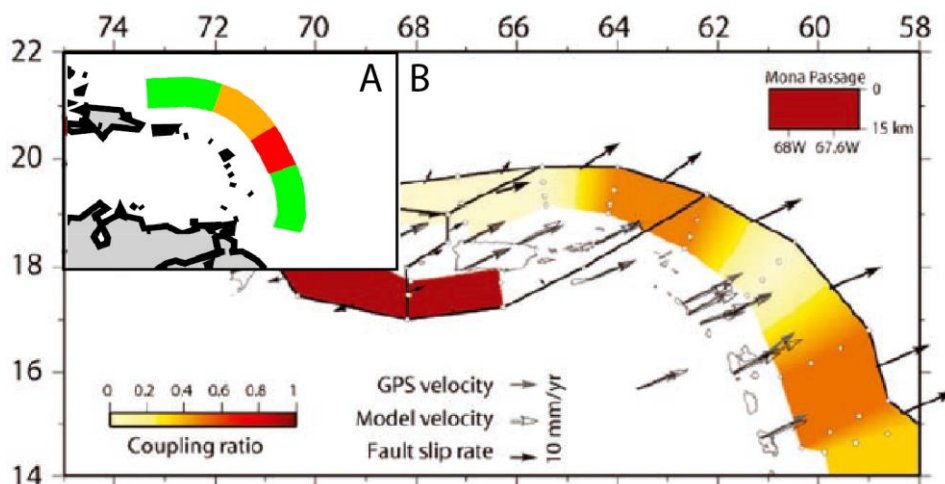 74 72 70 68 66 64 62 60 58
22
20
18
16
14
A B
Mona Passage
0
15 km
68W 67.6W
0 0.2 0.4 0.6 0.8 1
Coupling ratio
GPS velocity
Model velocity
Fault slip rate
10 mm/yr